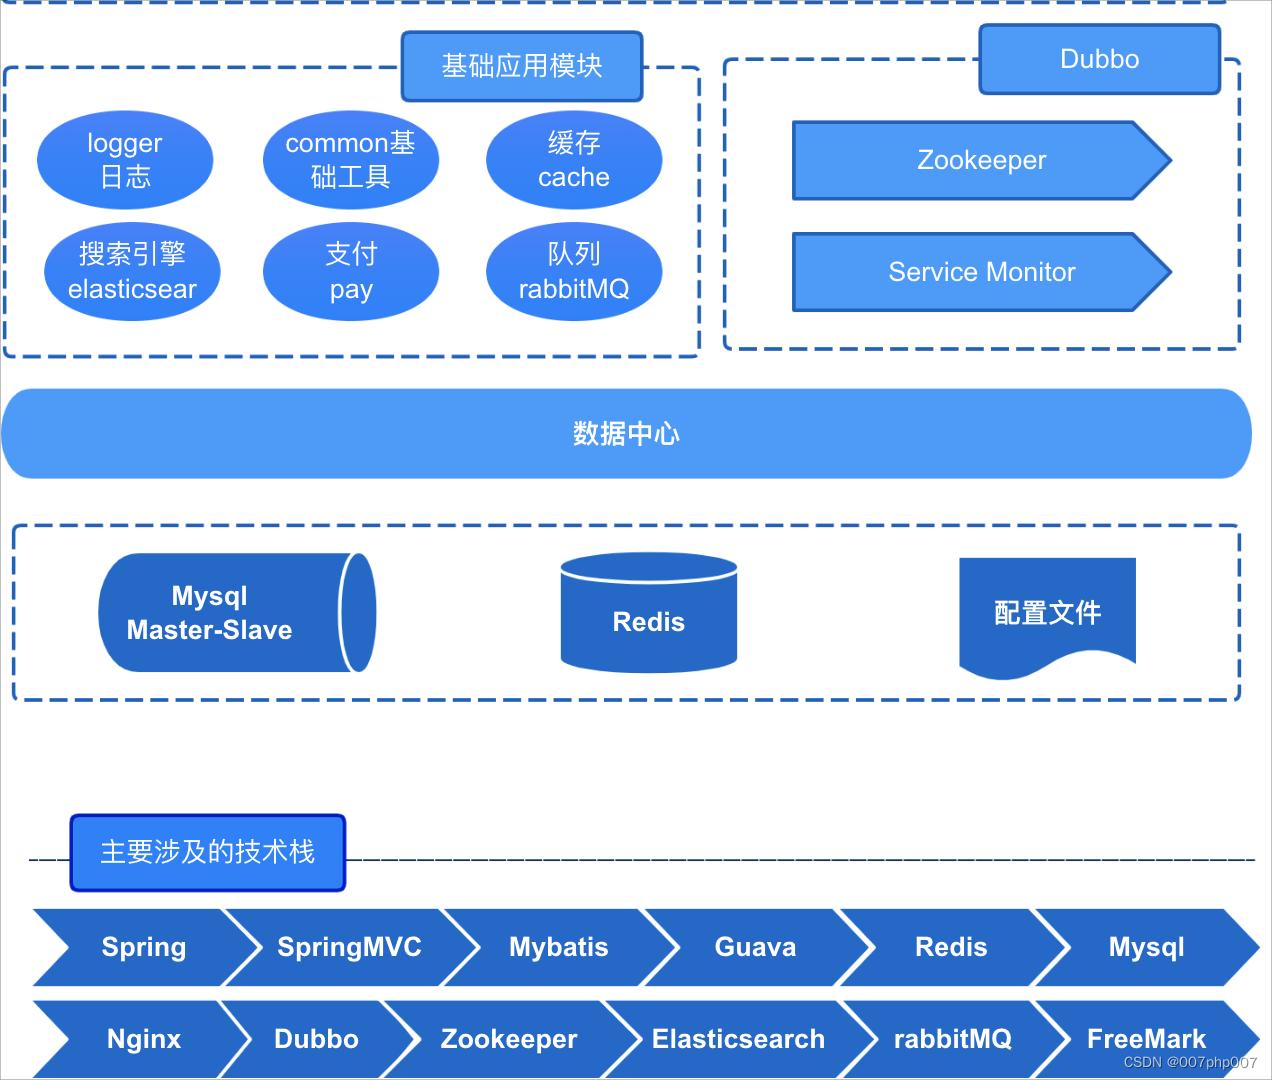 基础应用模块
Dubbo
logger
日志
common基
础工具
缓存
cache
搜索引擎
elasticsear
支付
pay
队列
rabbitMQ
Zookeeper
Service Monitor
数据中心
Mysql
Master-Slave
Redis
配置文件
主要涉及的技术栈
Spring
SpringMVC
Mybatis
Guava
Redis
Mysql
Nginx
Dubbo
Zookeeper
Elasticsearch
rabbitMQ
FreeMark
CSDN @007php007